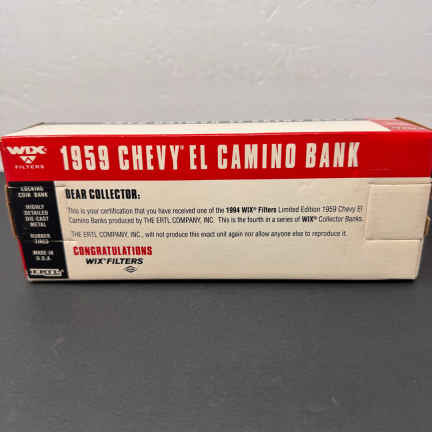 WIX®
FILTERS
1959 CHEVY® EL CAMINO BANK
LOCKING
COIN BANK
HIGHLY
DETAILED
DIE-CAST
METAL
RUBBER
TIRES
MADE IN
U.S.A.
ERTL
DEAR COLLECTOR:
This is your certification that you have received one of the 1994 WIX® Filters Limited Edition 1959 Chevy El
Camino Banks produced by THE ERTL COMPANY, INC. This is the fourth in a series of WIX® Collector Banks.
THE ERTL COMPANY, INC., will not produce this exact unit again nor allow anyone else to reproduce it.
CONGRATULATIONS
WIX®FILTERS